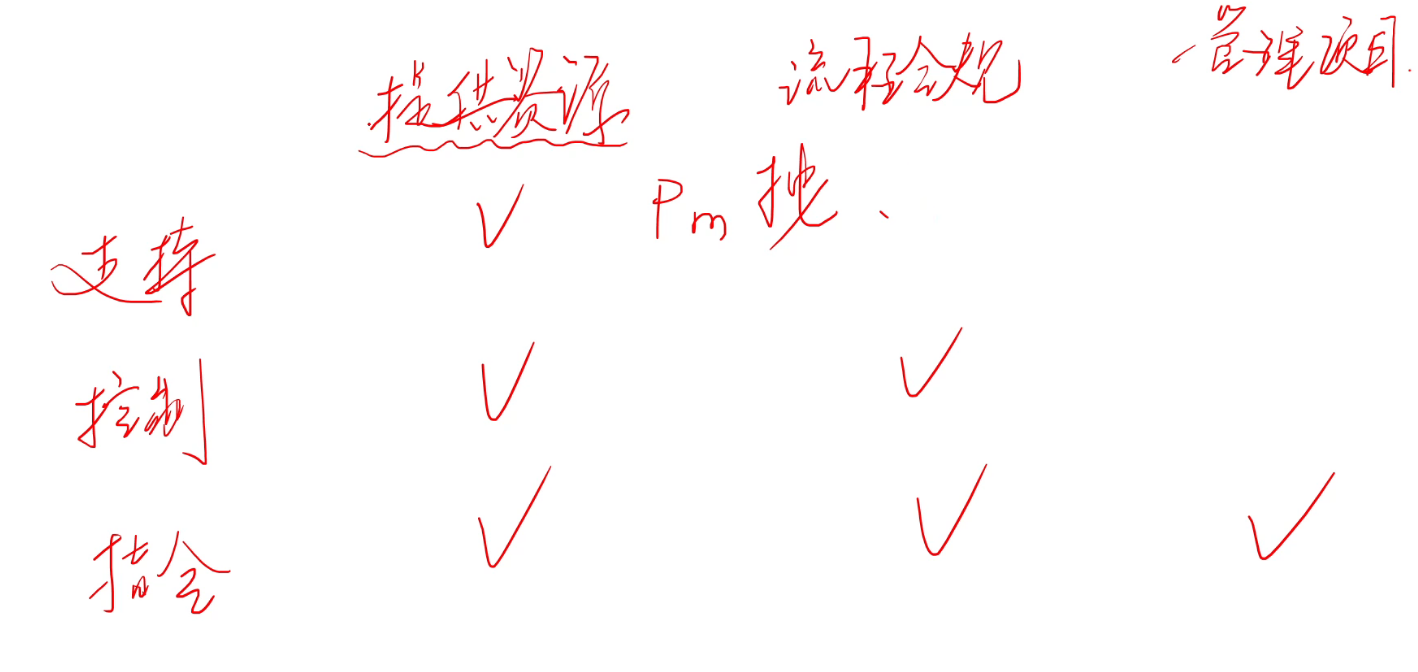 提供资源 流程合规 管理项目.
✓ Pm
支持
控制 ✓ ✓
指令 ✓ ✓ ✓